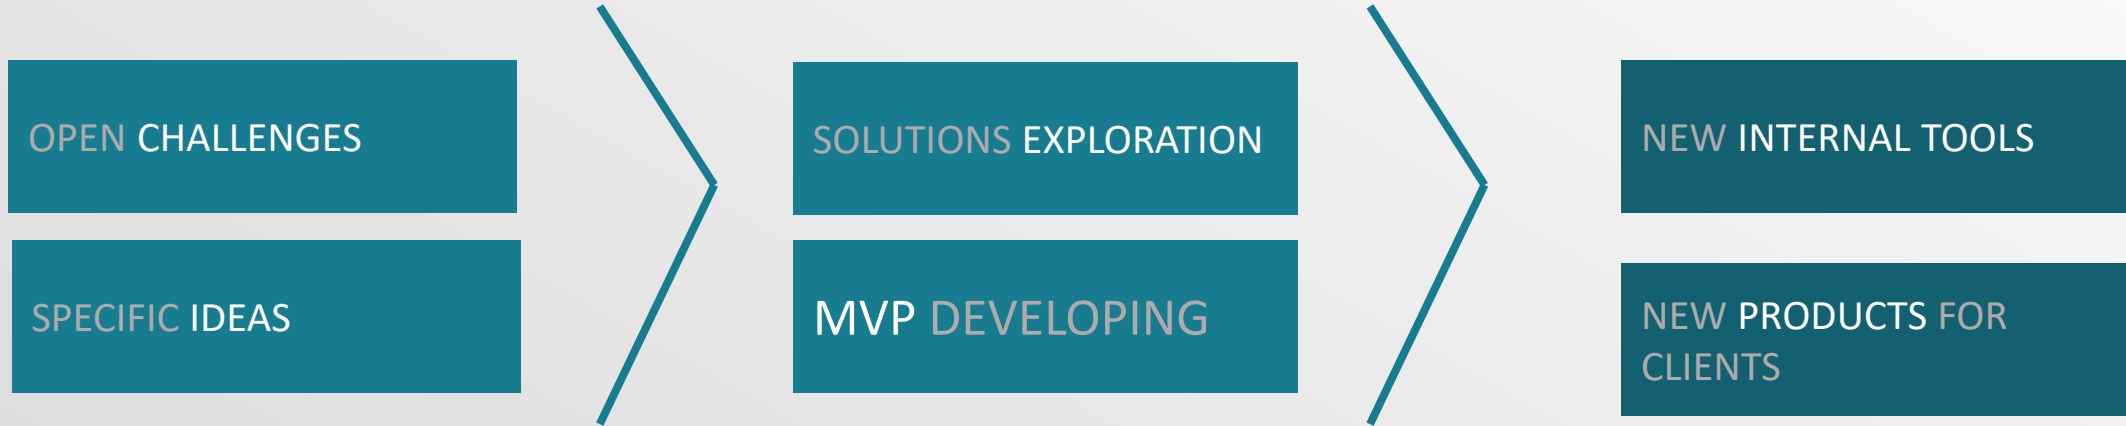 OPEN CHALLENGES
SPECIFIC IDEAS
SOLUTIONS EXPLORATION
MVP DEVELOPING
NEW INTERNAL TOOLS
NEW PRODUCTS FOR
CLIENTS